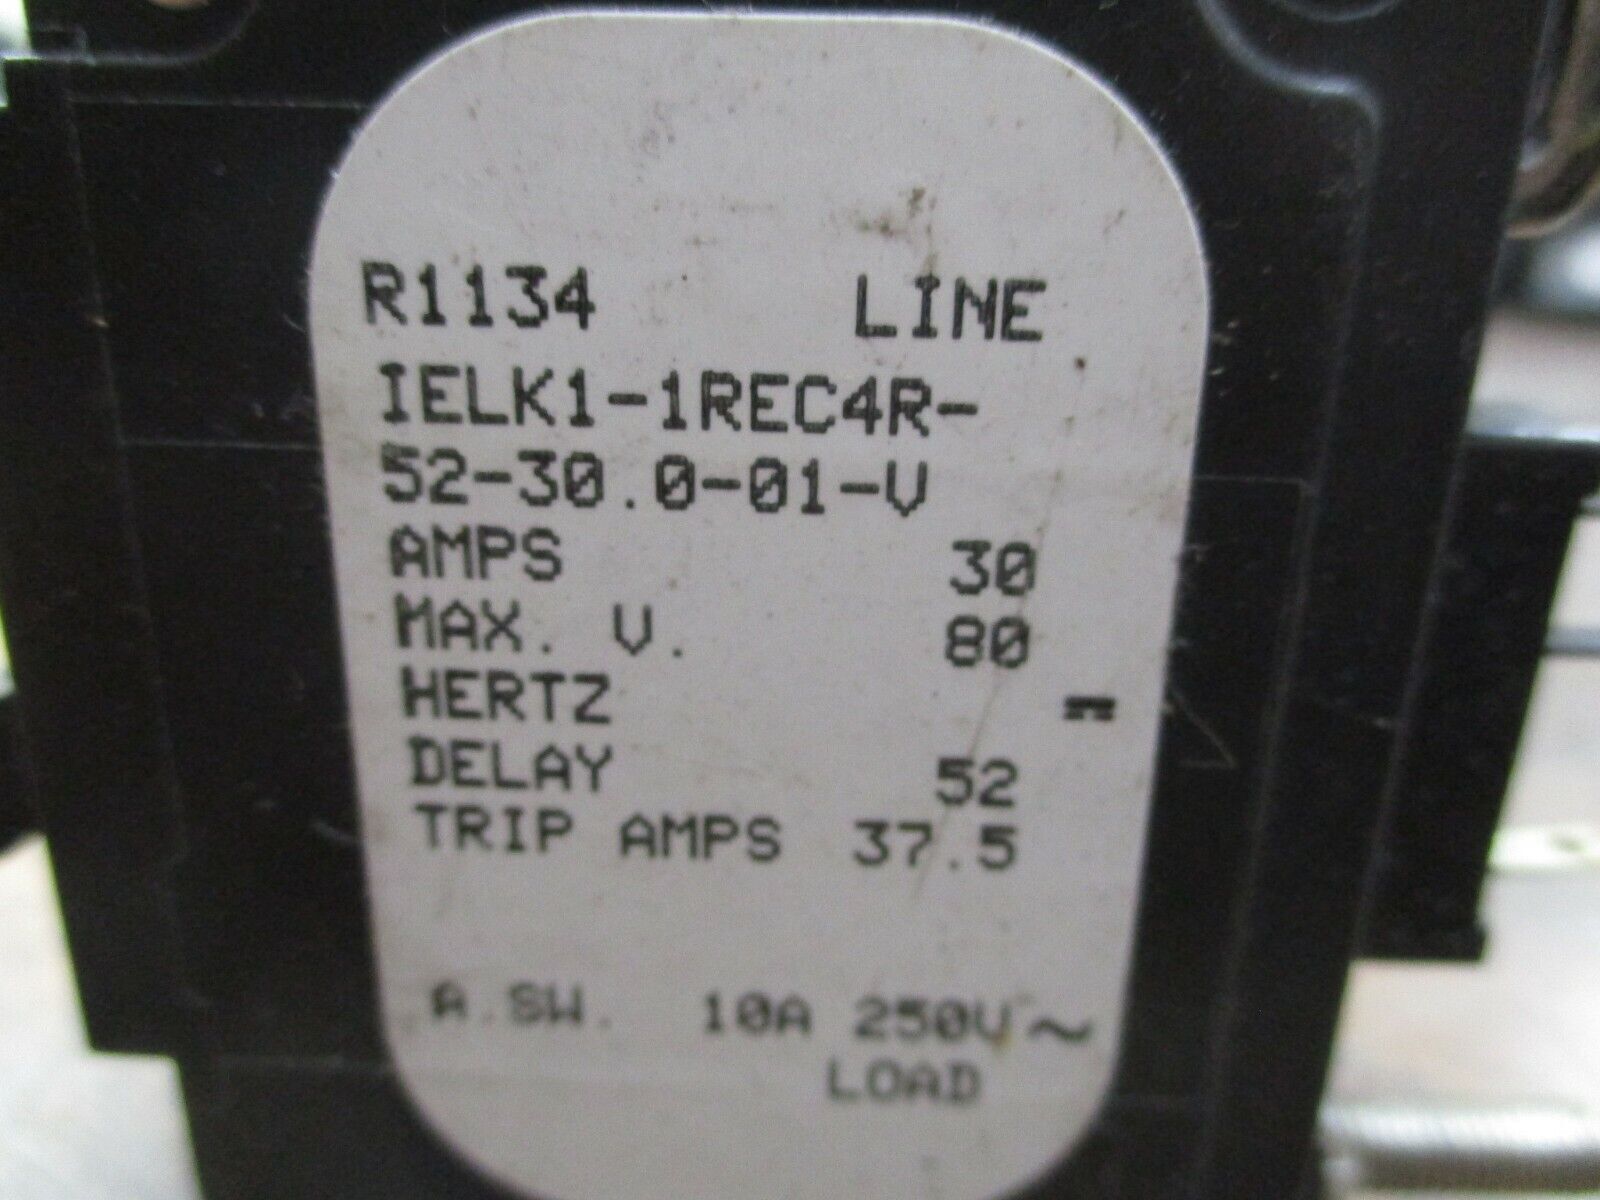 R1134 LINE
IELK1-1REC4R-
52-30.0-01-V
AMPS 30
MAX. V. 80
HERTZ ⎓
DELAY 52
TRIP AMPS 37.5
A.SW. 10A 250V~
LOAD